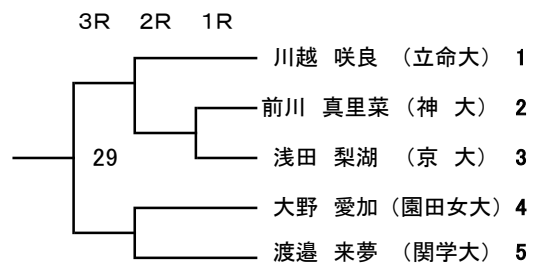 3R 2R 1R
川越 咲良 （立命大） 1
前川 真里菜 （神 大） 2
29 浅田 梨湖 （京 大） 3
大野 愛加 （園田女大） 4
渡邉 来夢 （関学大） 5